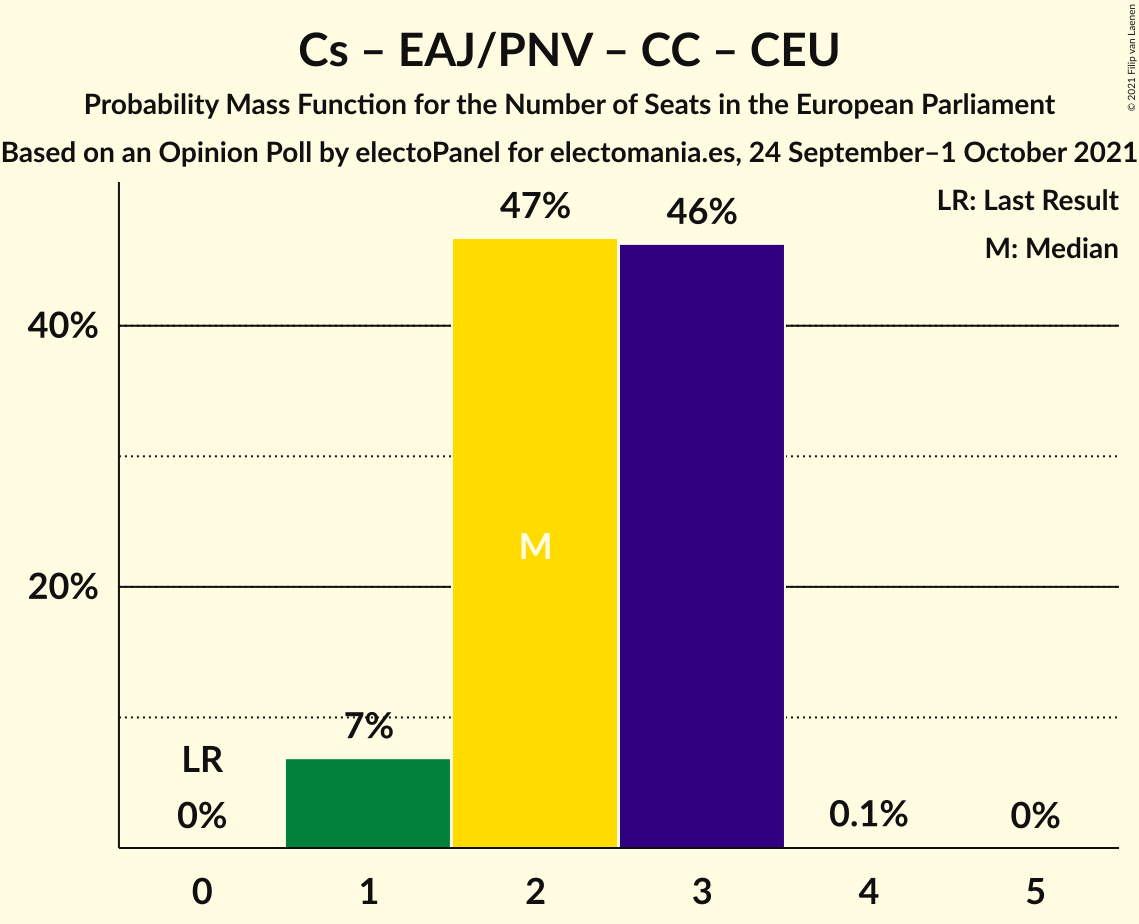 Cs – EAJ/PNV – CC – CEU
Probability Mass Function for the Number of Seats in the European Parliament
Based on an Opinion Poll by electoPanel for electomania.es, 24 September–1 October 2021
© 2021 Filip van Laenen
LR: Last Result
M: Median
47%
46%
40%
M
20%
7%
LR
0%
0.1%
0%
0
1
2
3
4
5